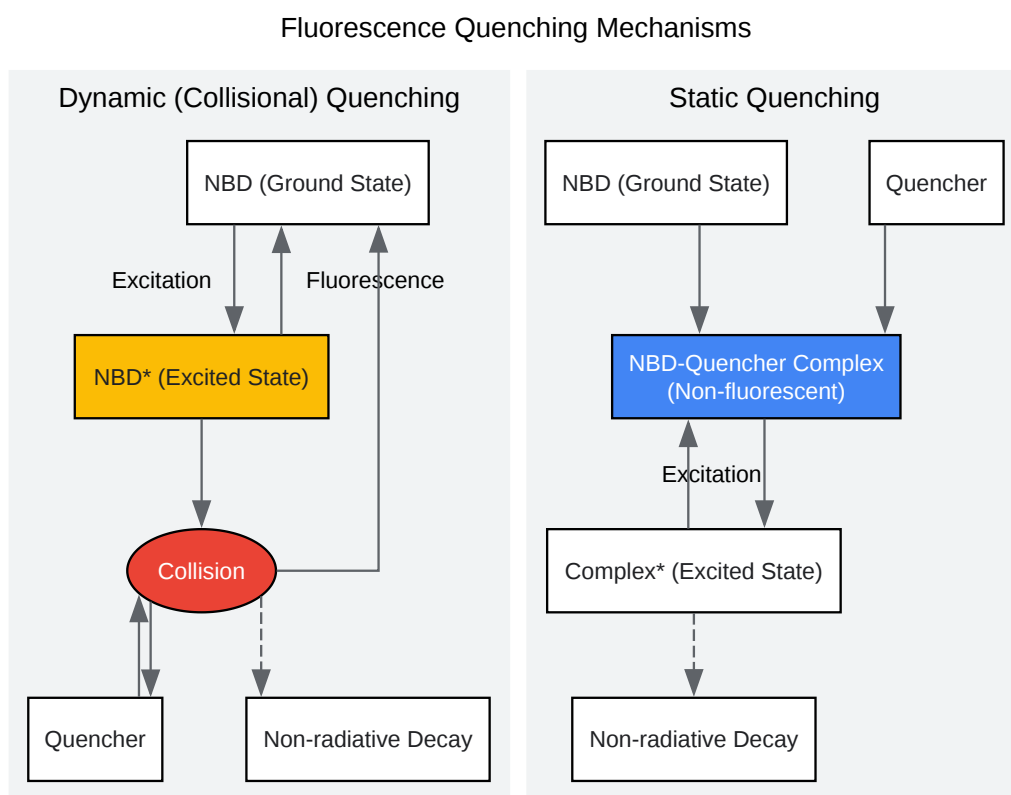 Fluorescence Quenching Mechanisms
Dynamic (Collisional) Quenching
NBD (Ground State)
Excitation
Fluorescence
NBD* (Excited State)
Collision
Quencher
Non-radiative Decay
Static Quenching
NBD (Ground State)
Quencher
NBD-Quencher Complex
(Non-fluorescent)
Excitation
Complex* (Excited State)
Non-radiative Decay